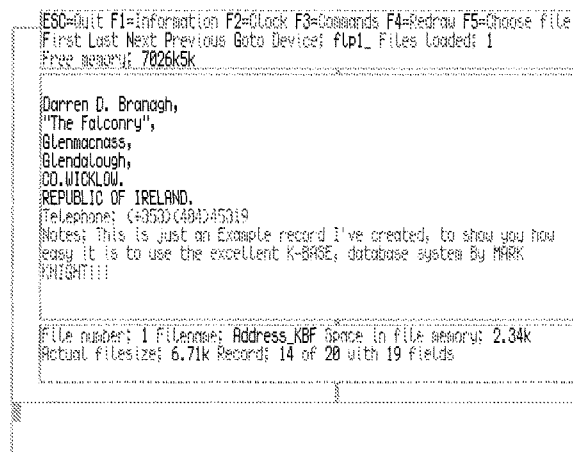 ESC=Quit F1=Information F2=Clock F3=Commands F4=Redraw F5=Choose file
First Last Next Previous Goto Device: flp1_ Files loaded: 1
Free memory: 7026k5k
Darren D. Branagh,
"The Falconry",
Glenmacnass,
Glendalough,
CO.WICKLOW.
REPUBLIC OF IRELAND.
Telephone: (+353)(404)45319
Notes: This is just an Example record I've created, to show you how
easy it is to use the excellent K-BASE, database system By MARK
KNIGHT!!!
File number: 1 Filename: Address_KBF Space in file memory: 2.34k
Actual filesize: 6.71k Record: 14 of 20 with 19 fields